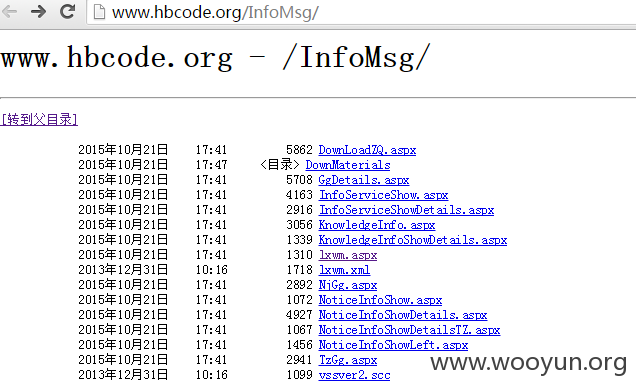 www.hbcode.org/InfoMsg/
www.hbcode.org - /InfoMsg/
[转到父目录]
2015年10月21日 17:41 5862 DownLoadZQ.aspx
2015年10月21日 17:47 <目录> DownMaterials
2015年10月21日 17:41 5708 GgDetails.aspx
2015年10月21日 17:41 4163 InfoServiceShow.aspx
2015年10月21日 17:41 2916 InfoServiceShowDetails.aspx
2015年10月21日 17:41 3056 KnowledgeInfo.aspx
2015年10月21日 17:41 1339 KnowledgeInfoShowDetails.aspx
2015年10月21日 17:41 1310 lxwm.aspx
2013年12月31日 10:16 1718 lxwm.xml
2015年10月21日 17:41 2892 NjGg.aspx
2015年10月21日 17:41 1072 NoticeInfoShow.aspx
2015年10月21日 17:41 4927 NoticeInfoShowDetails.aspx
2015年10月21日 17:41 1067 NoticeInfoShowDetailsTZ.aspx
2015年10月21日 17:41 1456 NoticeInfoShowLeft.aspx
2015年10月21日 17:41 2941 TzGg.aspx
2013年12月31日 10:16 1099 vssver2.scc
www.wooyun.org